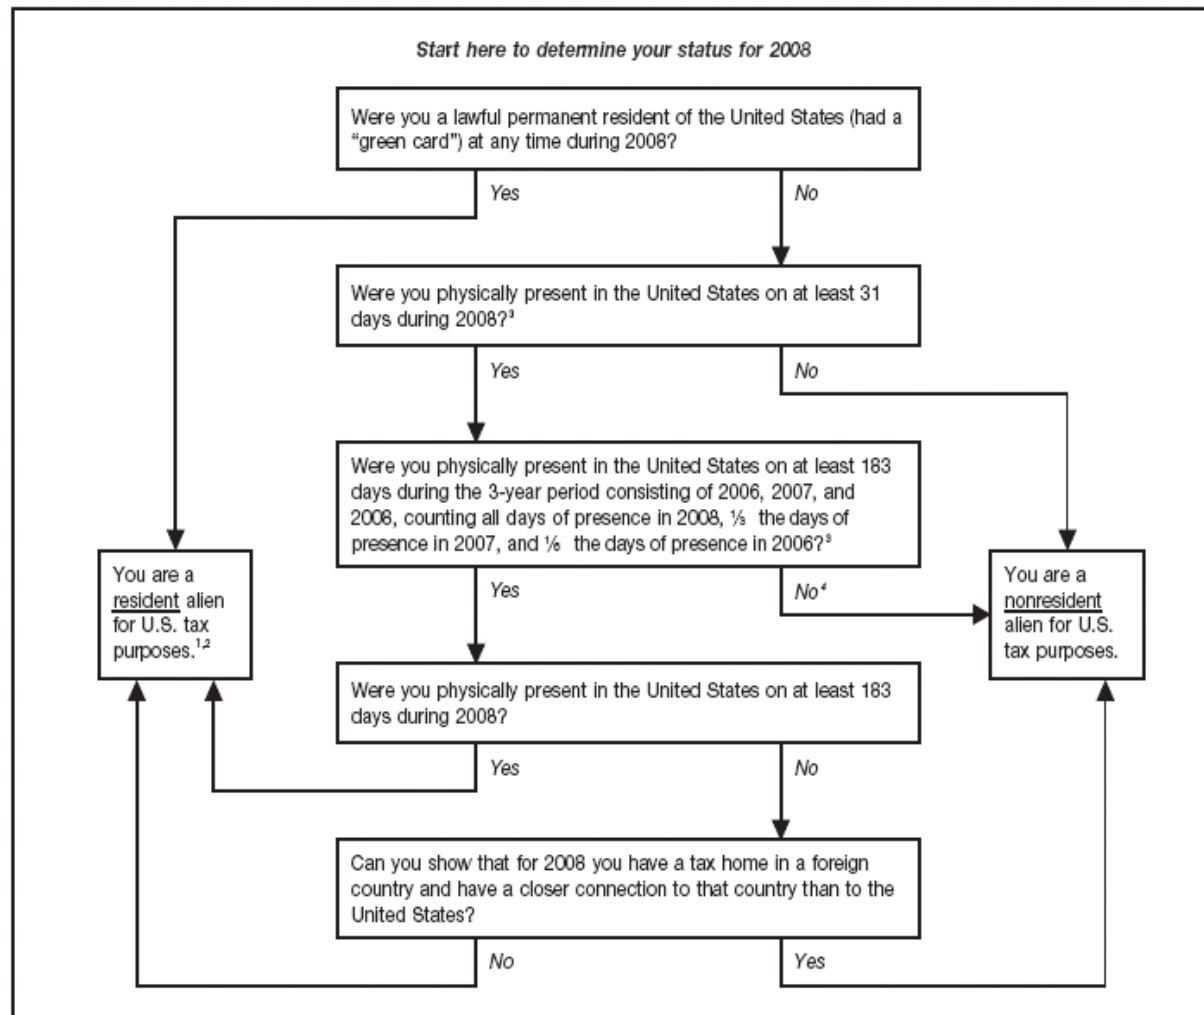 Start here to determine your status for 2008
Were you a lawful permanent resident of the United States (had a
“green card”) at any time during 2008?
Yes
No
Were you physically present in the United States on at least 31
days during 2008?³
Yes
No
Were you physically present in the United States on at least 183
days during the 3-year period consisting of 2006, 2007, and
2008, counting all days of presence in 2008, ⅓ the days of
presence in 2007, and ⅙ the days of presence in 2006?³
Yes
No⁴
You are a
resident alien
for U.S. tax
purposes.¹,²
You are a
nonresident
alien for U.S.
tax purposes.
Were you physically present in the United States on at least 183
days during 2008?
Yes
No
Can you show that for 2008 you have a tax home in a foreign
country and have a closer connection to that country than to the
United States?
No
Yes